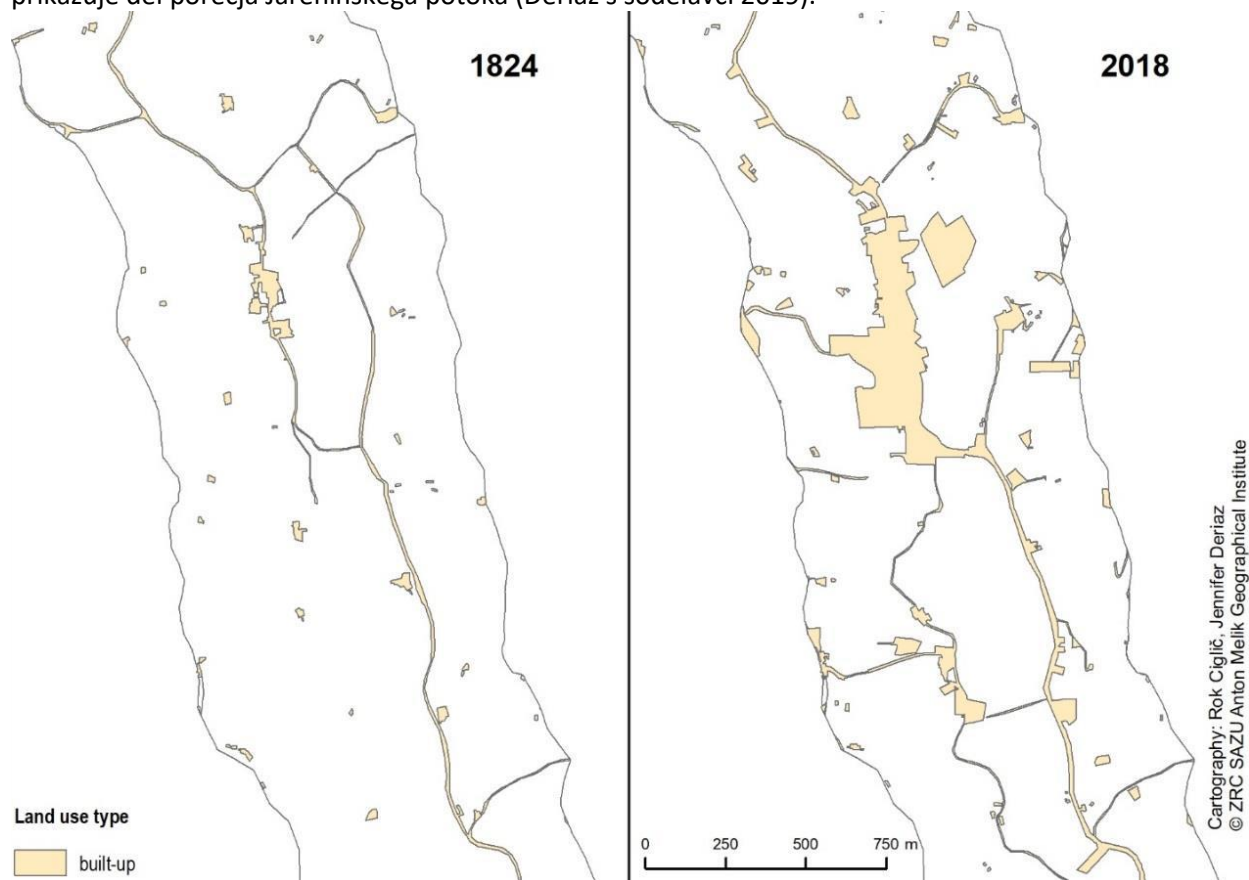 prikazuje del porečja Jareninskega potoka (Deriaz s sodelavci 2019).
1824
2018
Land use type
built-up
0 250 500 750 m
Cartography: Rok Ciglič, Jennifer Deriaz
© ZRC SAZU Anton Melik Geographical Institute